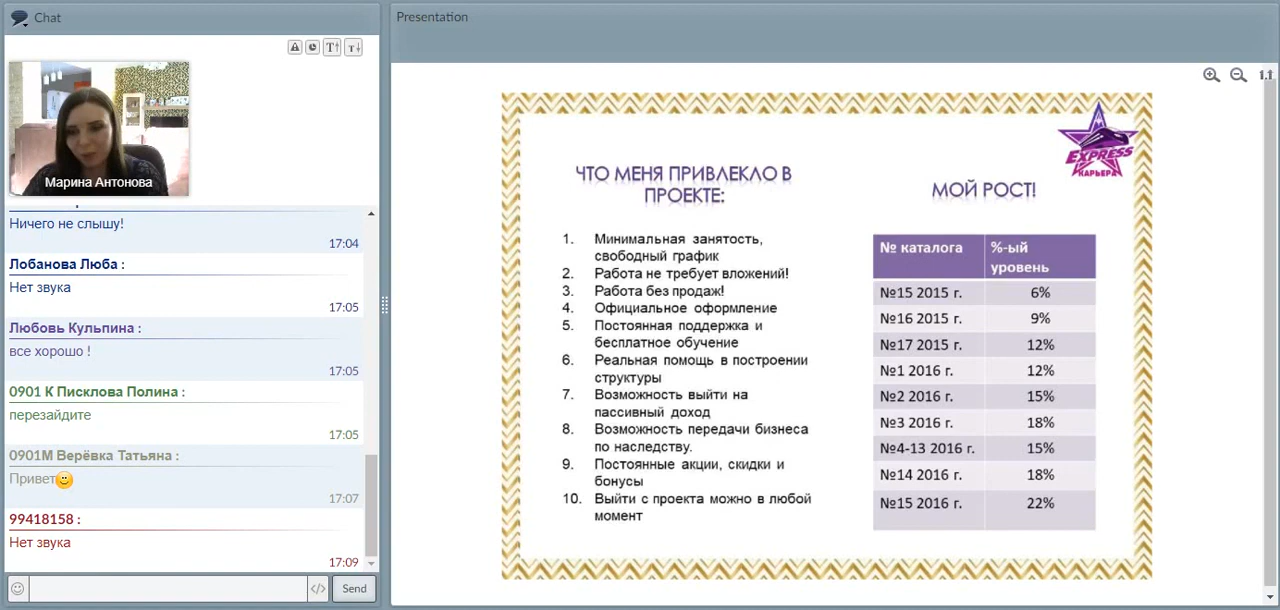 Chat
Марина Антонова
Ничего не слышу!
17:04
Лобанова Люба :
Нет звука
17:05
Любовь Кульпина :
все хорошо !
17:05
0901 К Писклова Полина :
перезайдите
17:05
0901М Верёвка Татьяна :
Привет
17:07
99418158 :
Нет звука
17:09
Send
Presentation
1.1
EXPRESS
КАРЬЕРА
ЧТО МЕНЯ ПРИВЛЕКЛО В
ПРОЕКТЕ:
1. Минимальная занятость,
свободный график
2. Работа не требует вложений!
3. Работа без продаж!
4. Официальное оформление
5. Постоянная поддержка и
бесплатное обучение
6. Реальная помощь в построении
структуры
7. Возможность выйти на
пассивный доход
8. Возможность передачи бизнеса
по наследству.
9. Постоянные акции, скидки и
бонусы
10. Выйти с проекта можно в любой
момент
МОЙ РОСТ!
№ каталога %-ый
уровень
№15 2015 г. 6%
№16 2015 г. 9%
№17 2015 г. 12%
№1 2016 г. 12%
№2 2016 г. 15%
№3 2016 г. 18%
№4-13 2016 г. 15%
№14 2016 г. 18%
№15 2016 г. 22%